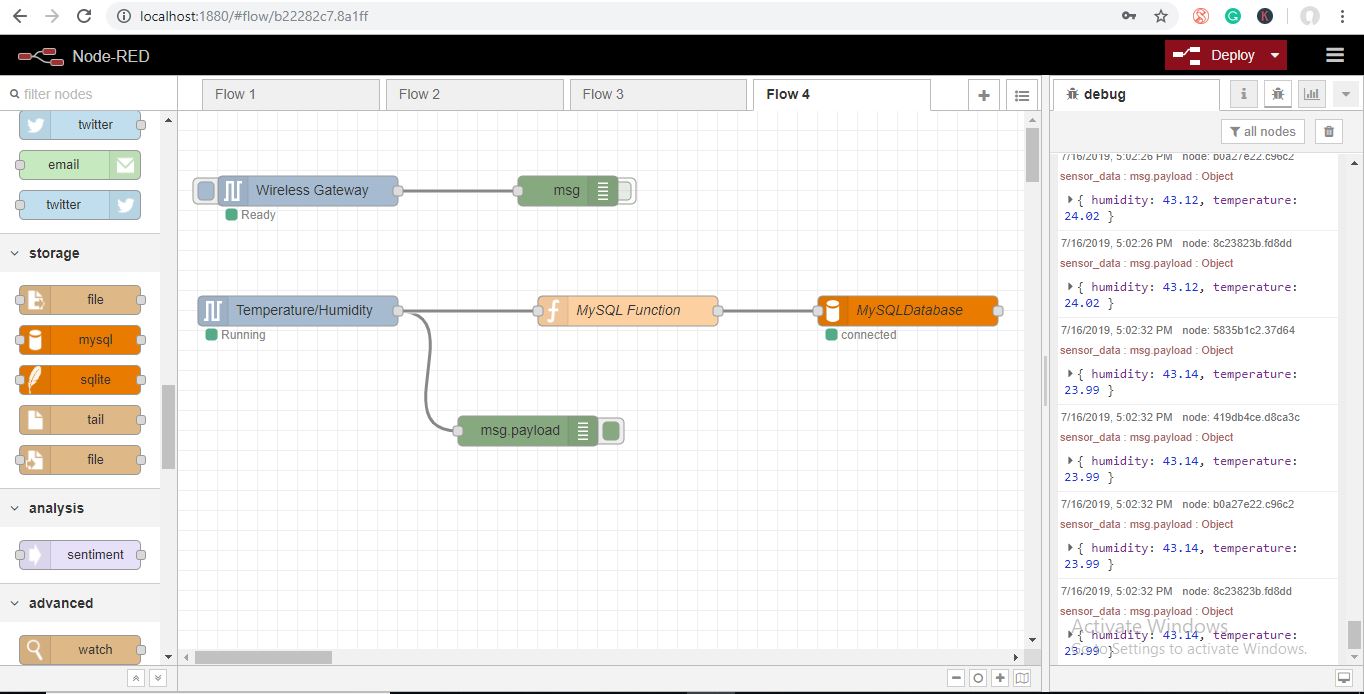 localhost:1880/#flow/b22282c7.8a1ff
Node-RED
Deploy
filter nodes
twitter
email
twitter
storage
file
mysql
sqlite
tail
file
analysis
sentiment
advanced
watch
Flow 1
Flow 2
Flow 3
Flow 4
Wireless Gateway
Ready
msg
Temperature/Humidity
Running
MySQL Function
MySQLDatabase
connected
msg.payload
debug
all nodes
7/16/2019, 5:02:26 PM node: b0a27e22.c96c2
sensor_data : msg.payload : Object
{ humidity: 43.12, temperature:
24.02 }
7/16/2019, 5:02:26 PM node: 8c23823b.fd8dd
sensor_data : msg.payload : Object
{ humidity: 43.12, temperature:
24.02 }
7/16/2019, 5:02:32 PM node: 5835b1c2.37d64
sensor_data : msg.payload : Object
{ humidity: 43.14, temperature:
23.99 }
7/16/2019, 5:02:32 PM node: 419db4ce.d8ca3c
sensor_data : msg.payload : Object
{ humidity: 43.14, temperature:
23.99 }
7/16/2019, 5:02:32 PM node: b0a27e22.c96c2
sensor_data : msg.payload : Object
{ humidity: 43.14, temperature:
23.99 }
7/16/2019, 5:02:32 PM node: 8c23823b.fd8dd
sensor_data : msg.payload : Object
{ humidity: 43.14, temperature:
23.99 }
Activate Windows
Go to Settings to activate Windows.